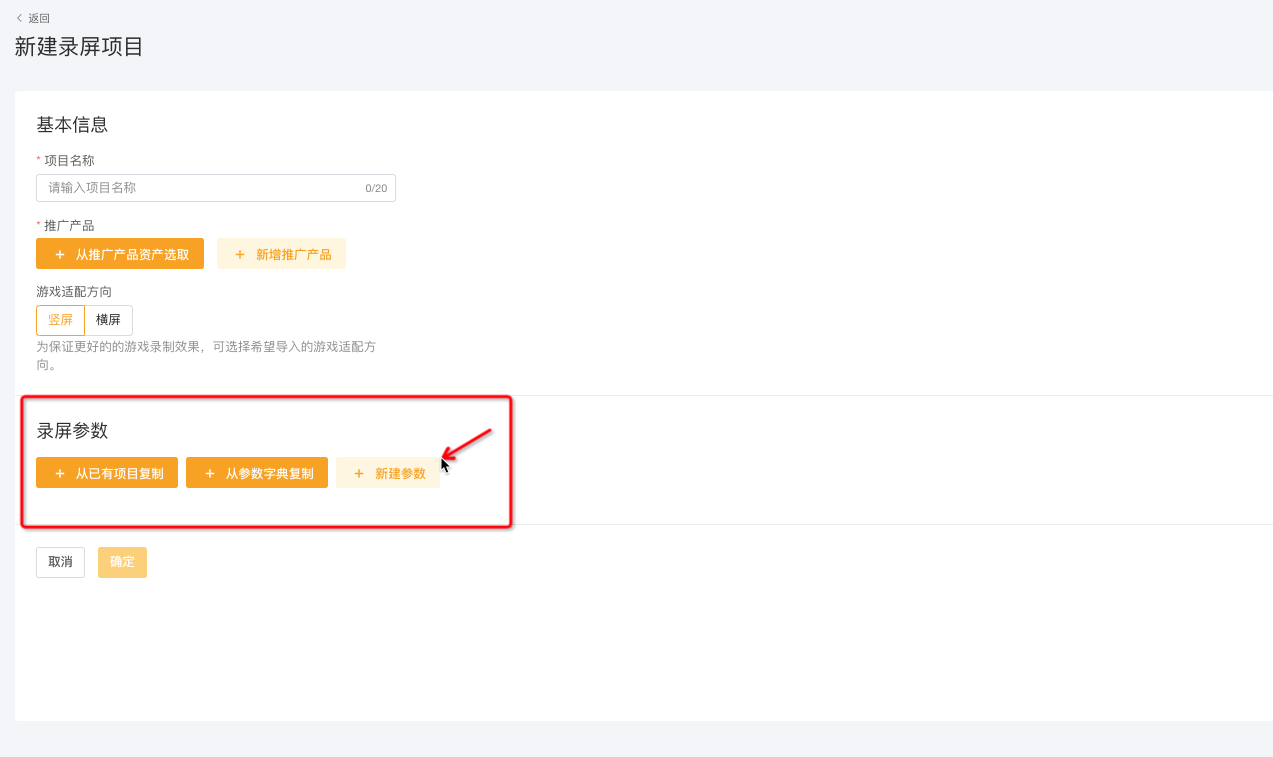 返回
新建录屏项目
基本信息
* 项目名称
请输入项目名称 0/20
* 推广产品
+ 从推广产品资产选取 + 新增推广产品
游戏适配方向
竖屏 横屏
为保证更好的的游戏录制效果，可选择希望导入的游戏适配方
向。
录屏参数
+ 从已有项目复制 + 从参数字典复制 + 新建参数
取消 确定